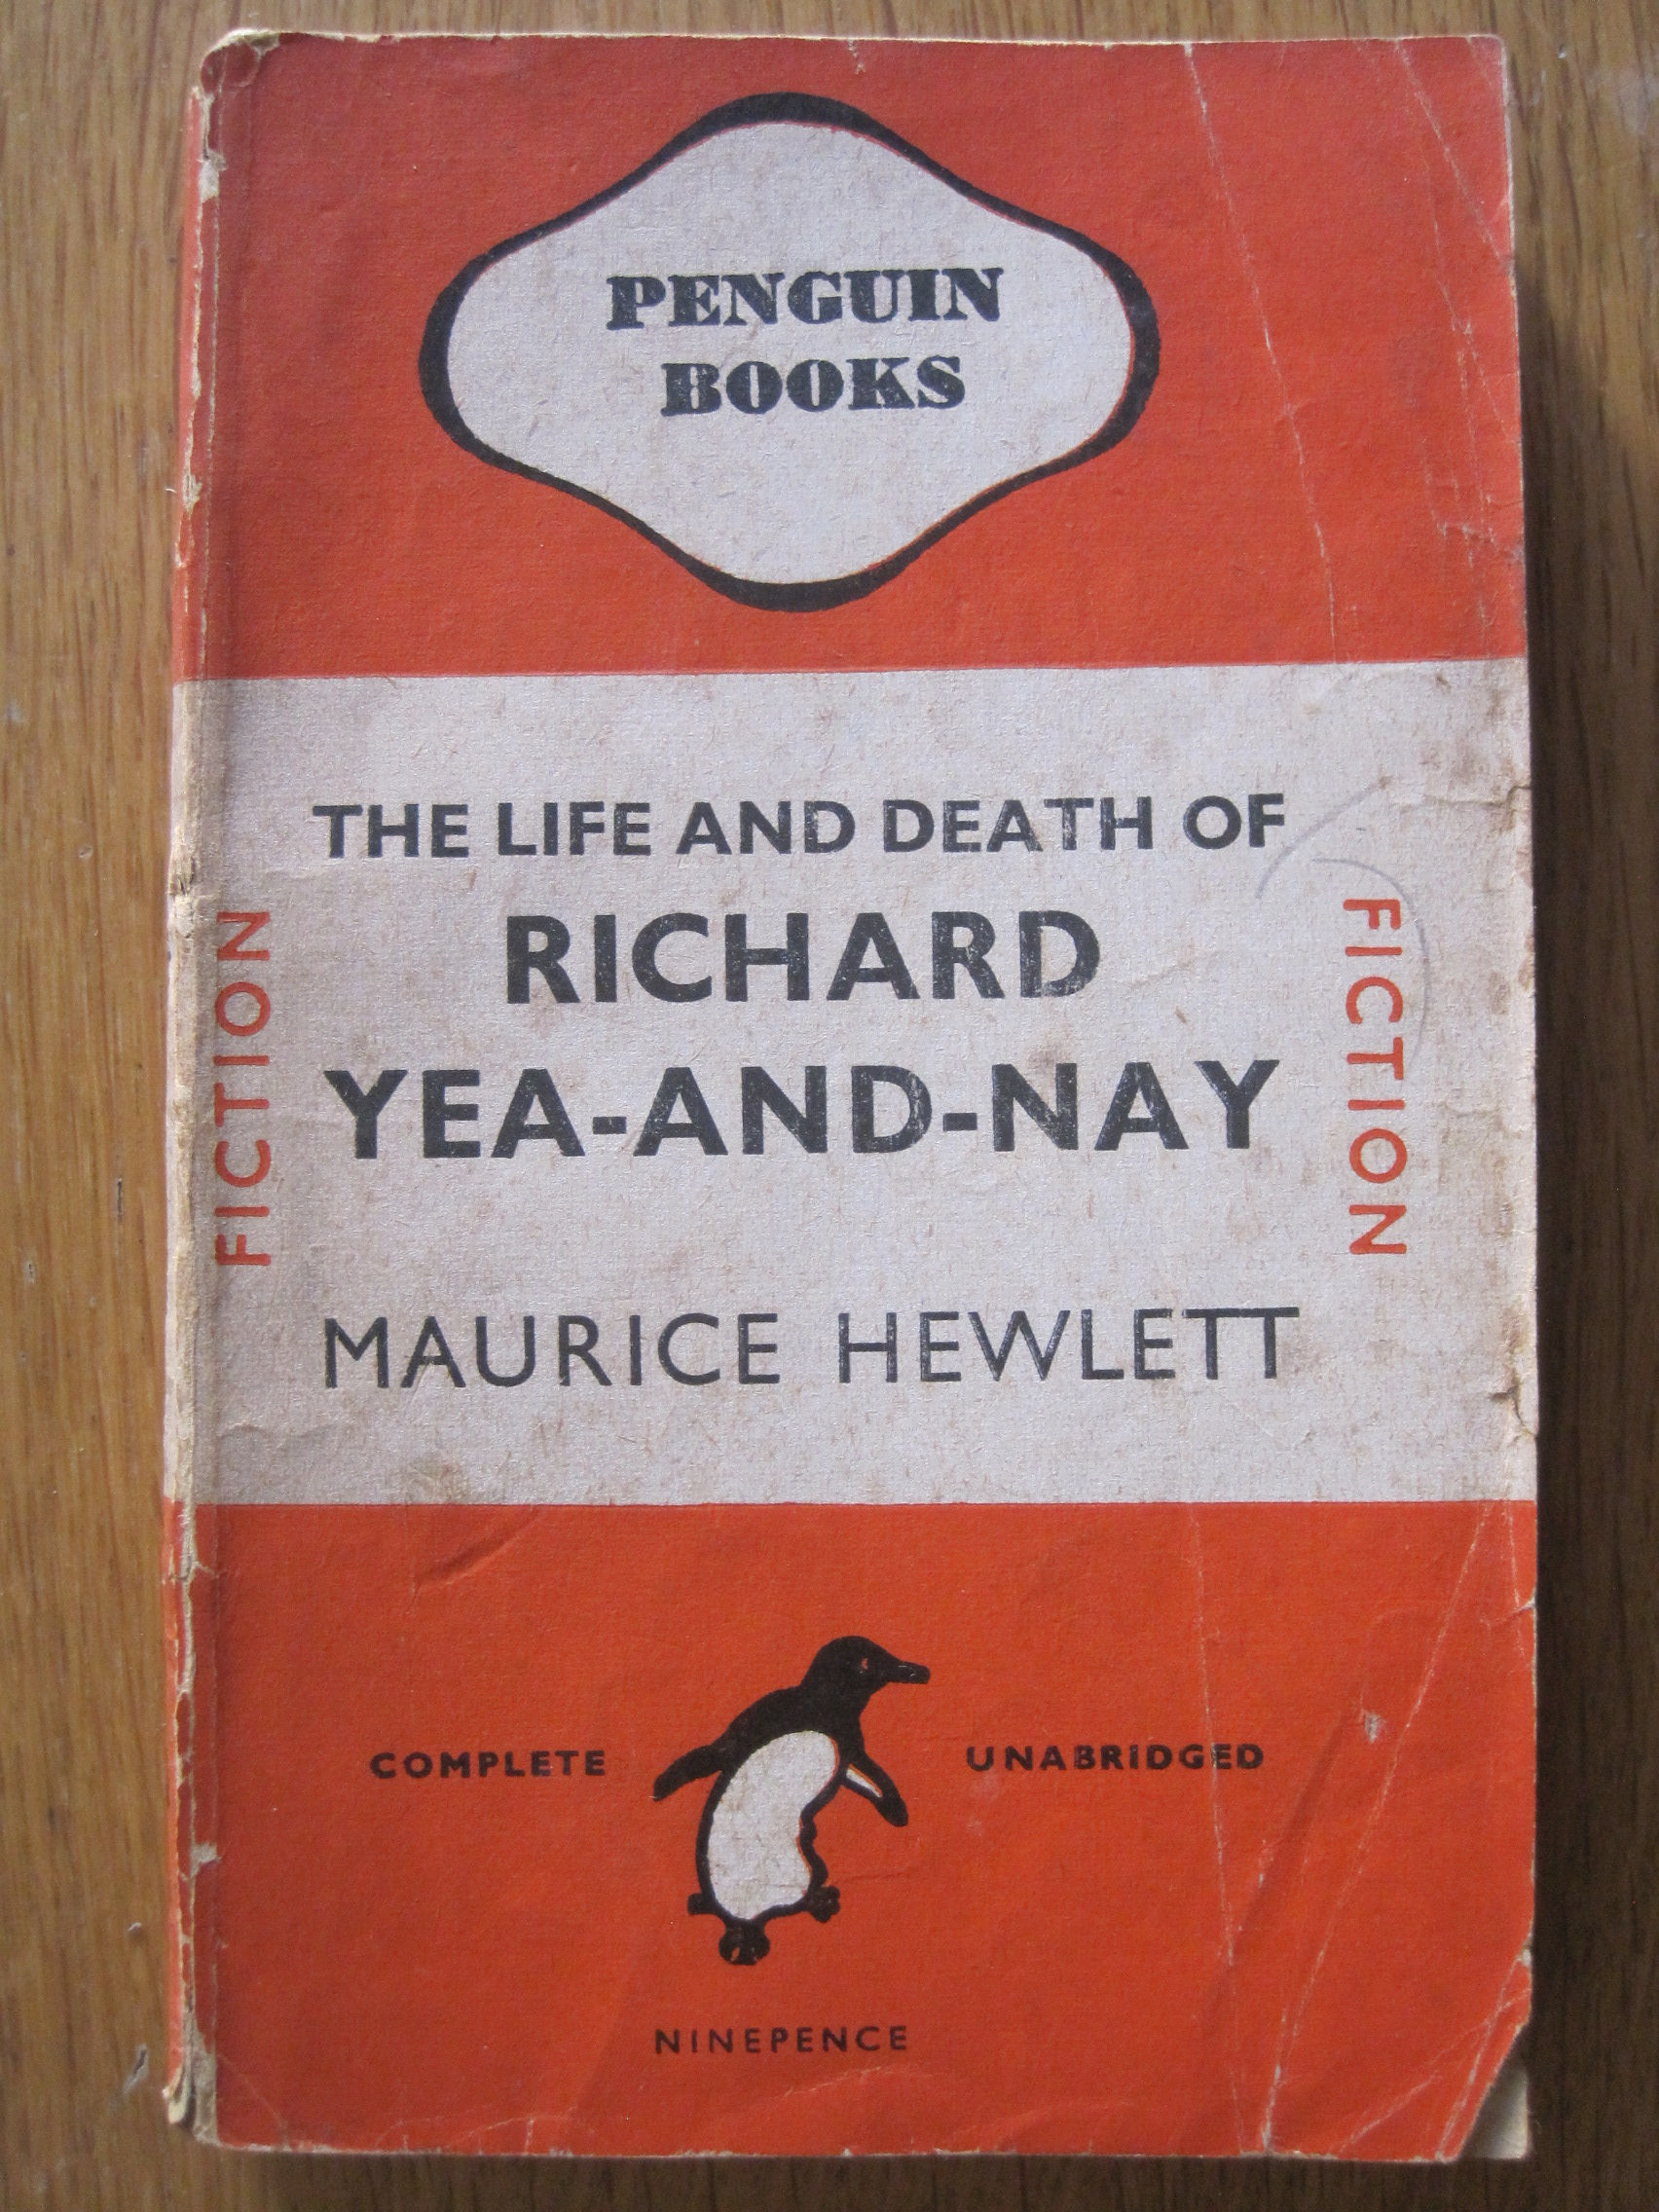 PENGUIN
BOOKS
THE LIFE AND DEATH OF
RICHARD
YEA-AND-NAY
MAURICE HEWLETT
FICTION
FICTION
COMPLETE
UNABRIDGED
NINEPENCE